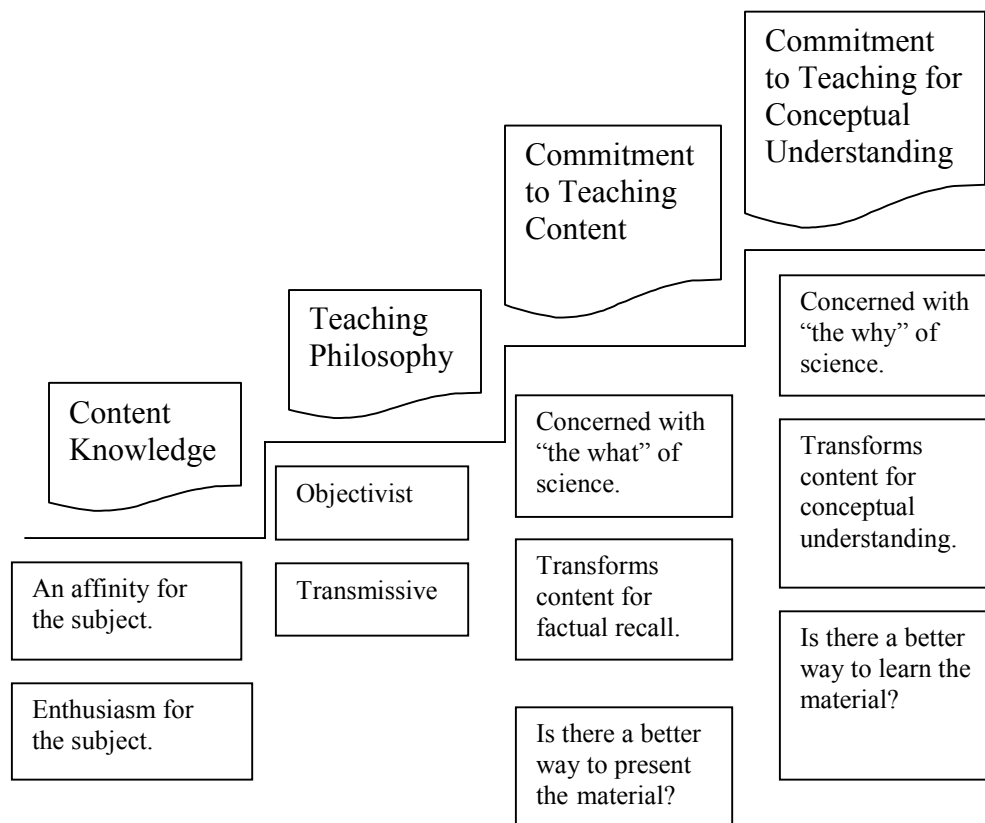 Content
Knowledge
An affinity for
the subject.
Enthusiasm for
the subject.
Teaching
Philosophy
Objectivist
Transmissive
Commitment
to Teaching
Content
Concerned with
“the what” of
science.
Transforms
content for
factual recall.
Is there a better
way to present
the material?
Commitment
to Teaching for
Conceptual
Understanding
Concerned with
“the why” of
science.
Transforms
content for
conceptual
understanding.
Is there a better
way to learn the
material?